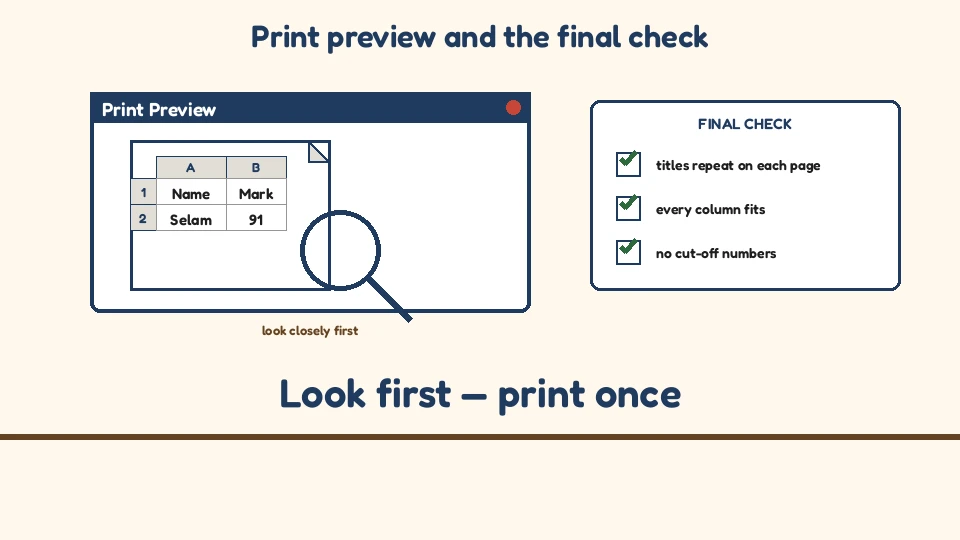 Print preview and the final check
Print Preview
A B
1 Name Mark
2 Selam 91
look closely first
FINAL CHECK
titles repeat on each page
every column fits
no cut-off numbers
Look first — print once